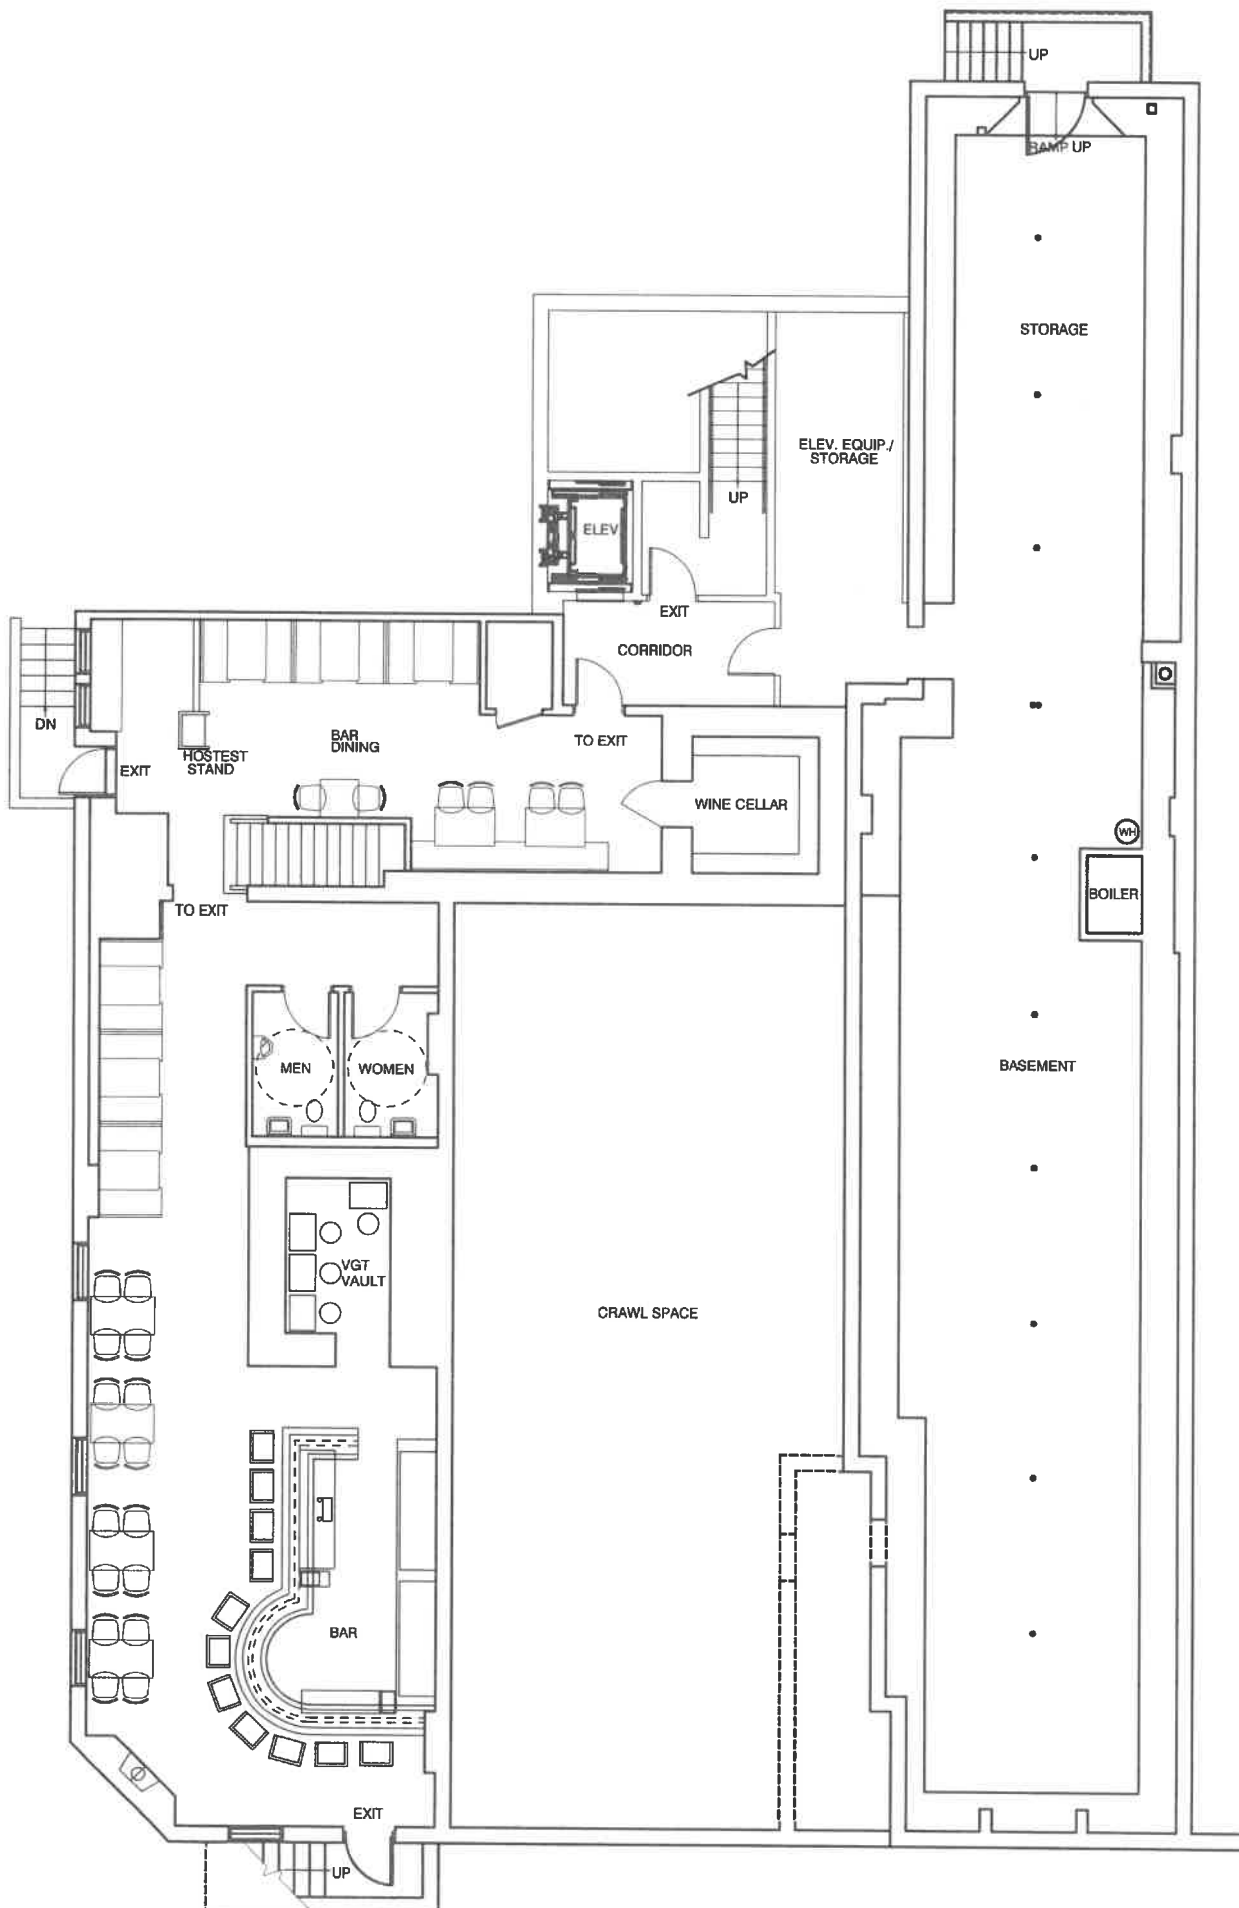 UP
RAMP UP
STORAGE
ELEV. EQUIP./
STORAGE
UP
ELEV
EXIT
CORRIDOR
DN
HOSTEST
STAND
EXIT
BAR
DINING
TO EXIT
WINE CELLAR
WH
BOILER
TO EXIT
MEN
WOMEN
BASEMENT
VGT
VAULT
CRAWL SPACE
BAR
EXIT
UP